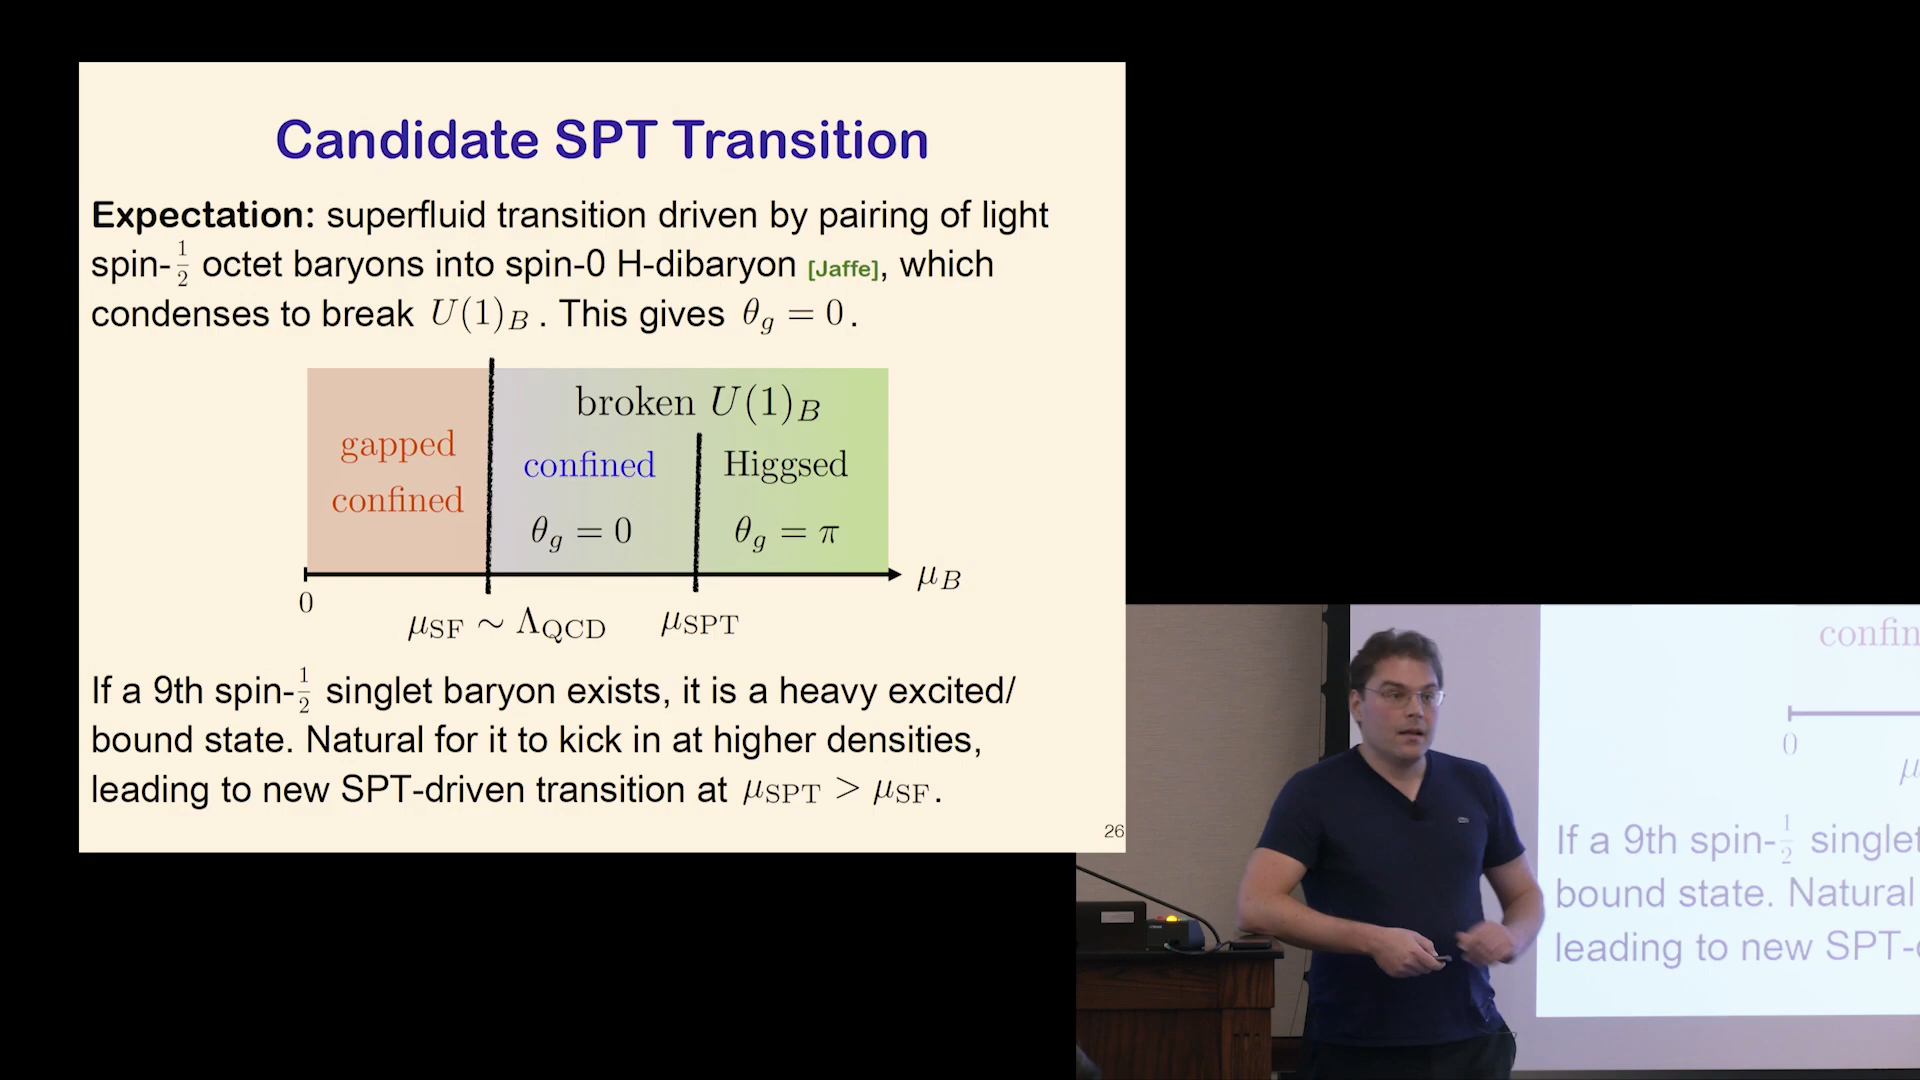 Candidate SPT Transition
Expectation: superfluid transition driven by pairing of light
spin-½ octet baryons into spin-0 H-dibaryon [Jaffe], which
condenses to break U(1)_B. This gives θ_g = 0.
broken U(1)_B
gapped
confined
confined
Higgsed
θ_g = 0
θ_g = π
μ_B
0
μ_SF ~ Λ_QCD
μ_SPT
If a 9th spin-½ singlet baryon exists, it is a heavy excited/
bound state. Natural for it to kick in at higher densities,
leading to new SPT-driven transition at μ_SPT > μ_SF.
26
confin
0
μ
If a 9th spin-½ singlet
bound state. Natural
leading to new SPT-